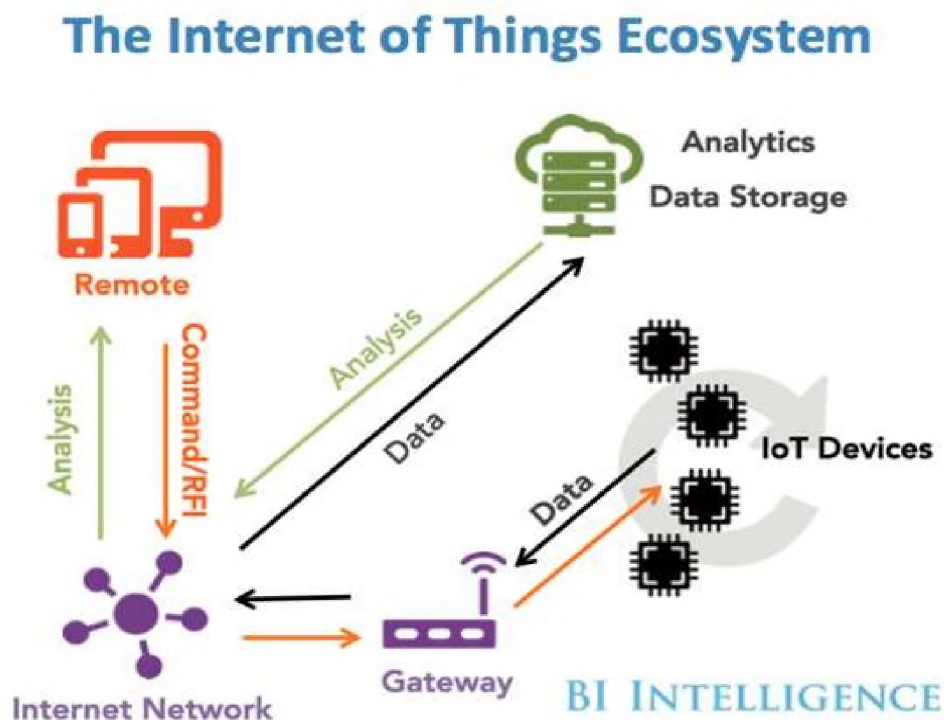 The Internet of Things Ecosystem
Analytics
Data Storage
Remote
Analysis
Command/RFI
Analysis
Data
IoT Devices
Data
Gateway
Internet Network
BI INTELLIGENCE